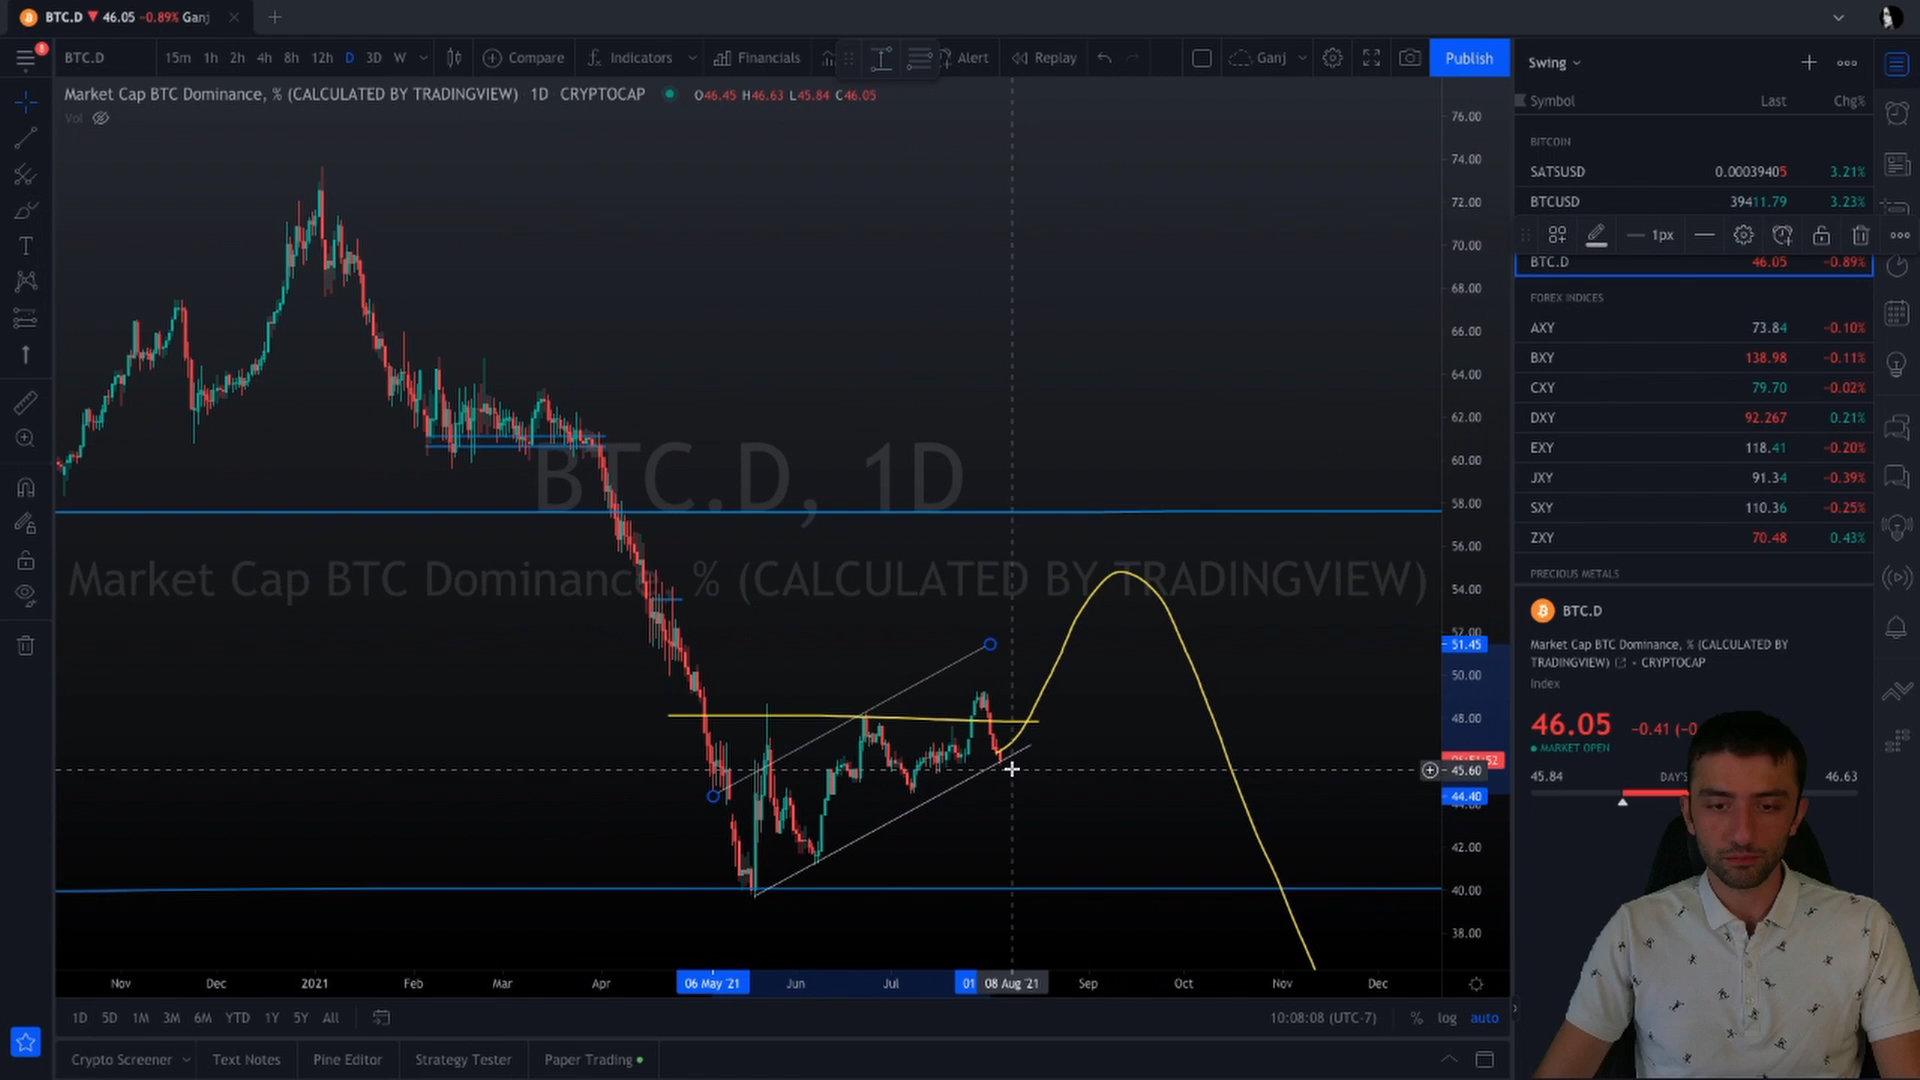 BTC.D ▼ 46.05 -0.89% Ganj
8
BTC.D 15m 1h 2h 4h 8h 12h D 3D W Compare Indicators Financials Alert Replay Ganj Publish
Market Cap BTC Dominance, % (CALCULATED BY TRADINGVIEW) 1D CRYPTOCAP O46.45 H46.63 L45.84 C46.05
Vol
BTC.D, 1D
Market Cap BTC Dominance, % (CALCULATED BY TRADINGVIEW)
76.00
74.00
72.00
70.00
68.00
66.00
64.00
62.00
60.00
58.00
56.00
54.00
52.00
51.45
50.00
48.00
45.60
44.40
44.00
42.00
40.00
38.00
Nov Dec 2021 Feb Mar Apr 06 May '21 Jun Jul 01 08 Aug '21 Sep Oct Nov Dec
1D 5D 1M 3M 6M YTD 1Y 5Y All 10:08:08 (UTC-7) % log auto
Crypto Screener Text Notes Pine Editor Strategy Tester Paper Trading
Swing
Symbol Last Chg%
BITCOIN
SATSUSD 0.00039405 3.21%
BTCUSD 39411.79 3.23%
1px
BTC.D 46.05 -0.89%
FOREX INDICES
AXY 73.84 -0.10%
BXY 138.98 -0.11%
CXY 79.70 -0.02%
DXY 92.267 0.21%
EXY 118.41 -0.20%
JXY 91.34 -0.39%
SXY 110.36 -0.25%
ZXY 70.48 0.43%
PRECIOUS METALS
BTC.D
Market Cap BTC Dominance, % (CALCULATED BY
TRADINGVIEW) • CRYPTOCAP
Index
46.05 -0.41
MARKET OPEN
45.84 DAY'S 46.63